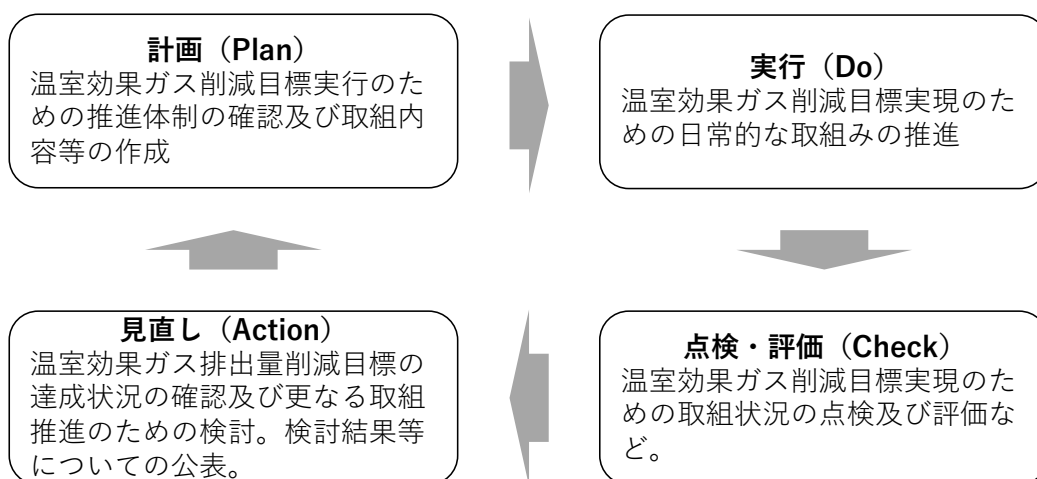 計画（Plan）
温室効果ガス削減目標実行のた
めの推進体制の確認及び取組内
容等の作成
実行（Do）
温室効果ガス削減目標実現のた
めの日常的な取組みの推進
見直し（Action）
温室効果ガス排出量削減目標の
達成状況の確認及び更なる取組
推進のための検討。検討結果等
についての公表。
点検・評価（Check）
温室効果ガス削減目標実現のた
めの取組状況の点検及び評価な
ど。